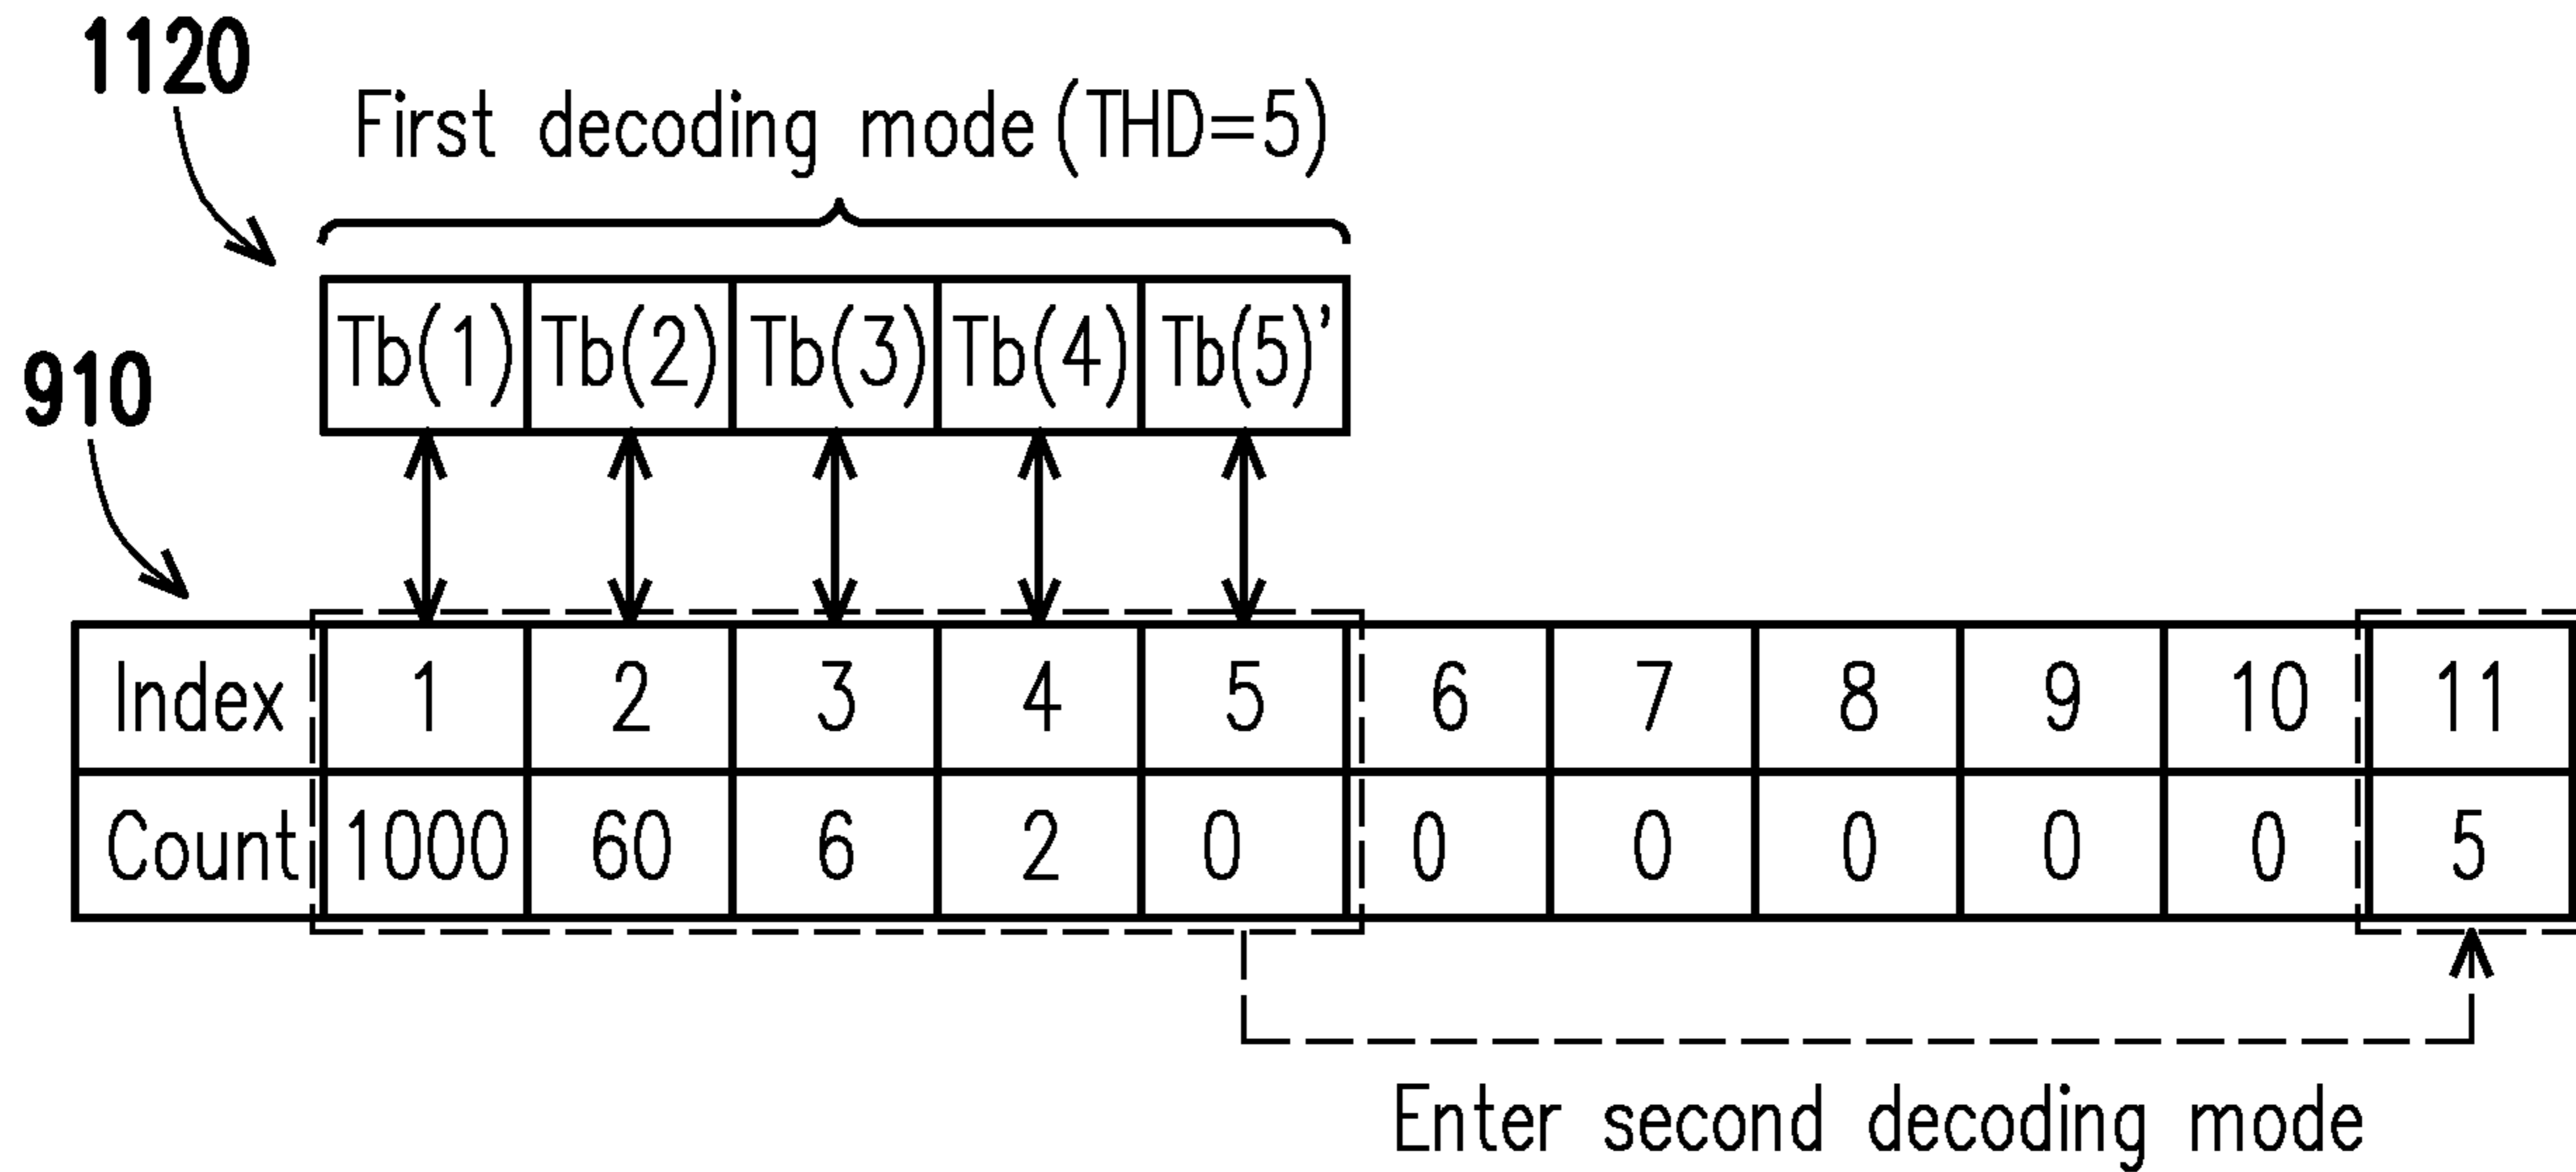 1120
First decoding mode (THD=5)
Tb(1) Tb(2) Tb(3) Tb(4) Tb(5)'
910
Index 1 2 3 4 5 6 7 8 9 10 11
Count 1000 60 6 2 0 0 0 0 0 0 5
Enter second decoding mode